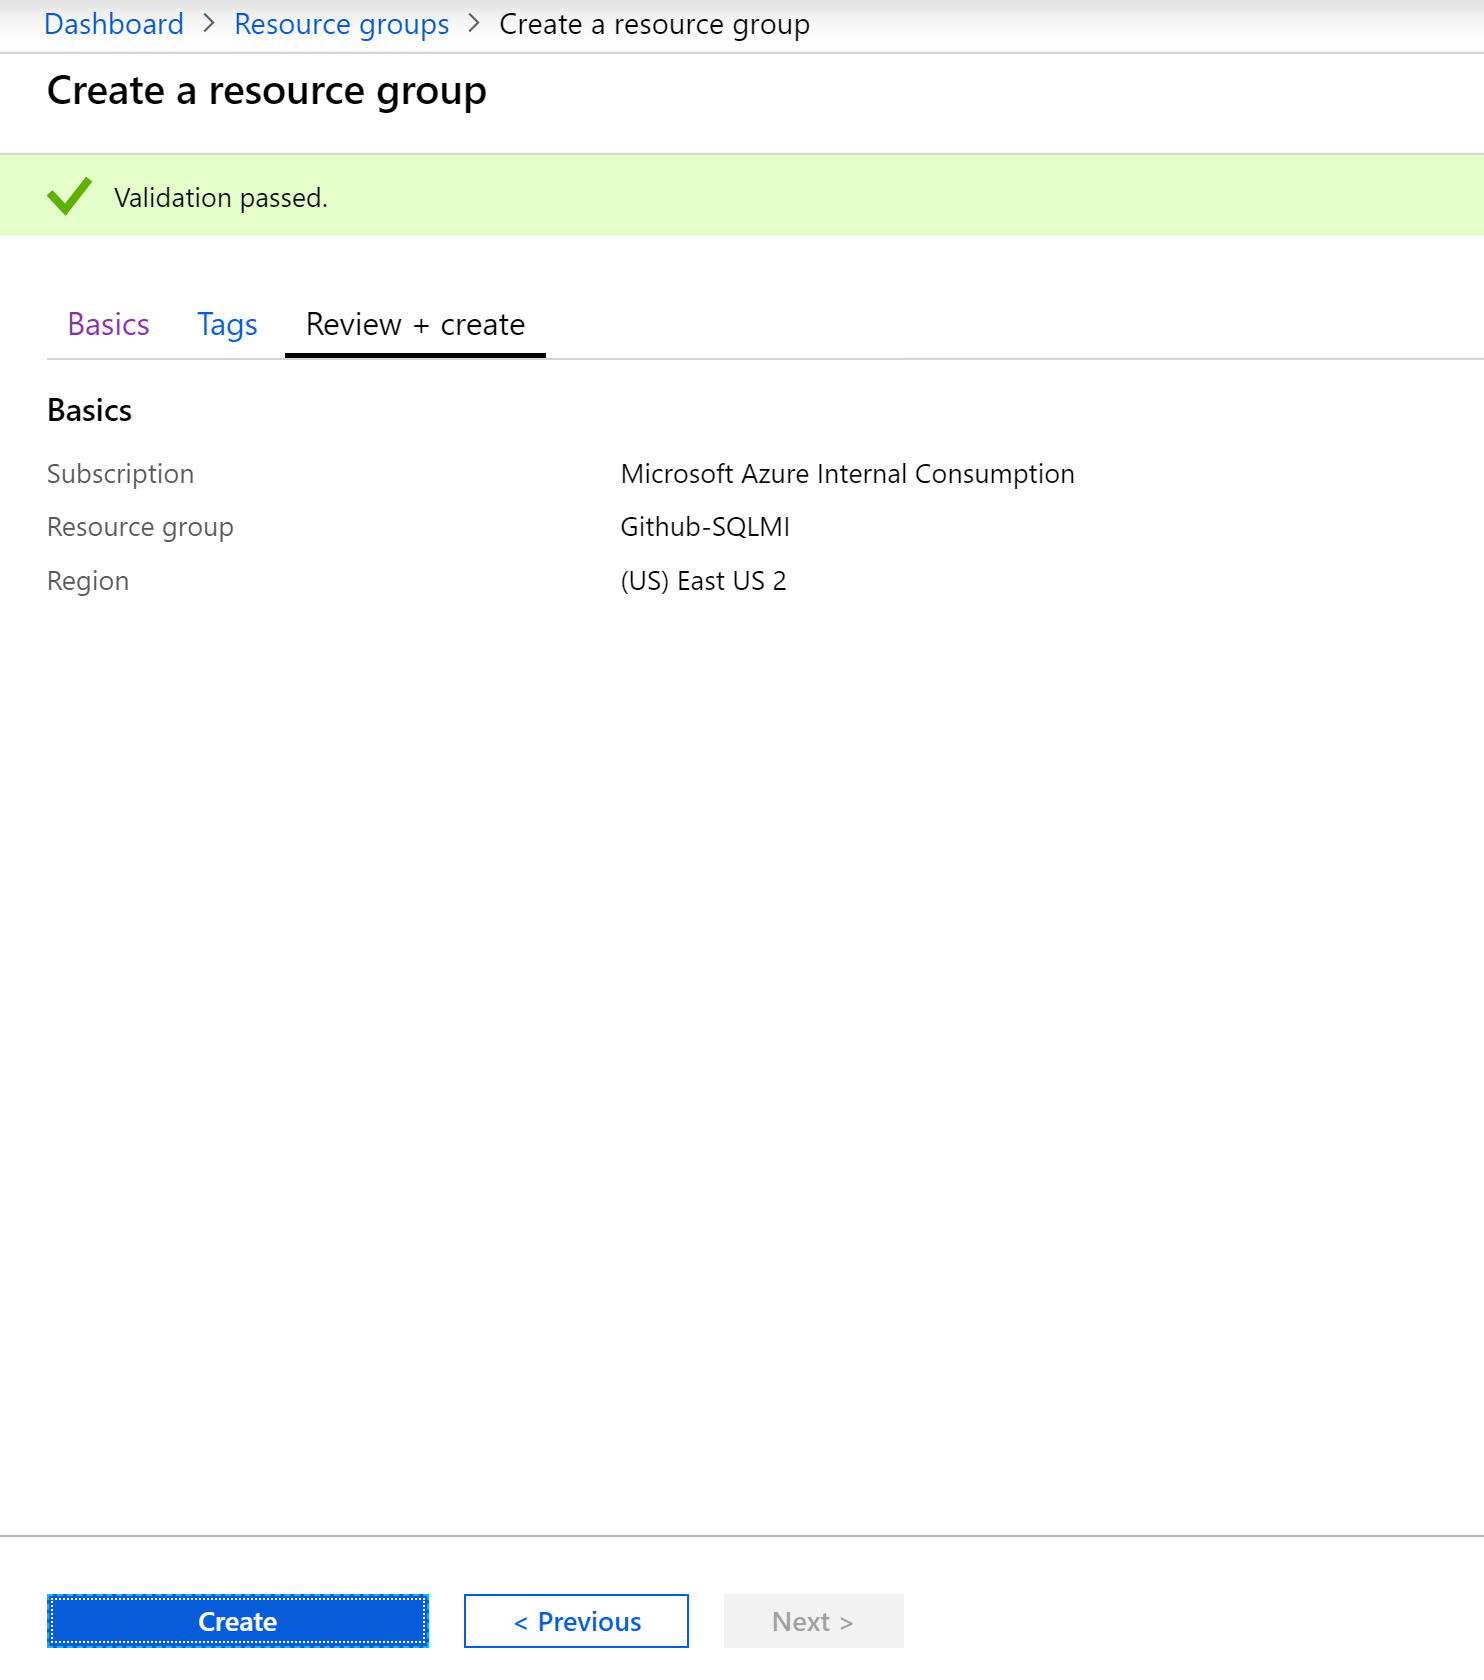 Dashboard > Resource groups > Create a resource group
Create a resource group
Validation passed.
Basics Tags Review + create
Basics
Subscription Microsoft Azure Internal Consumption
Resource group Github-SQLMI
Region (US) East US 2
Create < Previous Next >